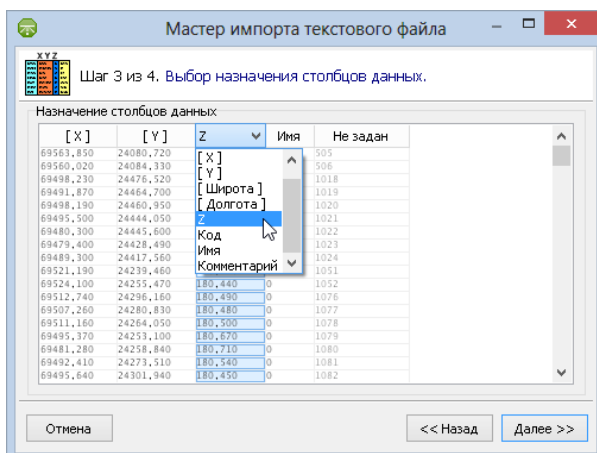 Мастер импорта текстового файла
X Y Z
Шаг 3 из 4. Выбор назначения столбцов данных.
Назначение столбцов данных
[ X ] [ Y ] Z Имя Не задан
[ X ]
[ Y ]
[ Широта ]
[ Долгота ]
Z
Код
Имя
Комментарий
69563,850 24080,720 505
69560,020 24084,330 506
69498,230 24476,520 1018
69491,870 24464,700 1019
69498,190 24460,950 1020
69495,500 24444,050 1021
69480,300 24445,600 1022
69479,400 24428,490 1023
69489,300 24417,560 1024
69521,190 24239,460 1051
69524,100 24255,470 180,440 0 1052
69512,740 24296,160 180,490 0 1076
69507,260 24280,830 180,480 0 1077
69511,160 24264,050 180,500 0 1078
69495,370 24253,100 180,670 0 1079
69481,280 24258,840 180,710 0 1080
69492,410 24273,510 180,540 0 1081
69495,640 24301,940 180,450 0 1082
Отмена << Назад Далее >>